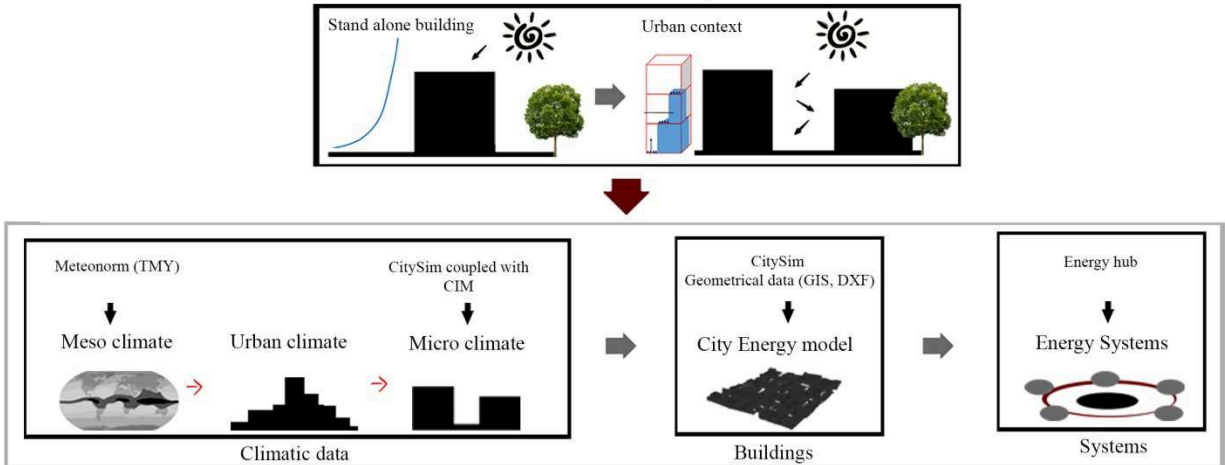 Stand alone building
Urban context
Meteonorm (TMY)
CitySim coupled with
CIM
Meso climate
Urban climate
Micro climate
Climatic data
CitySim
Geometrical data (GIS, DXF)
City Energy model
Buildings
Energy hub
Energy Systems
Systems